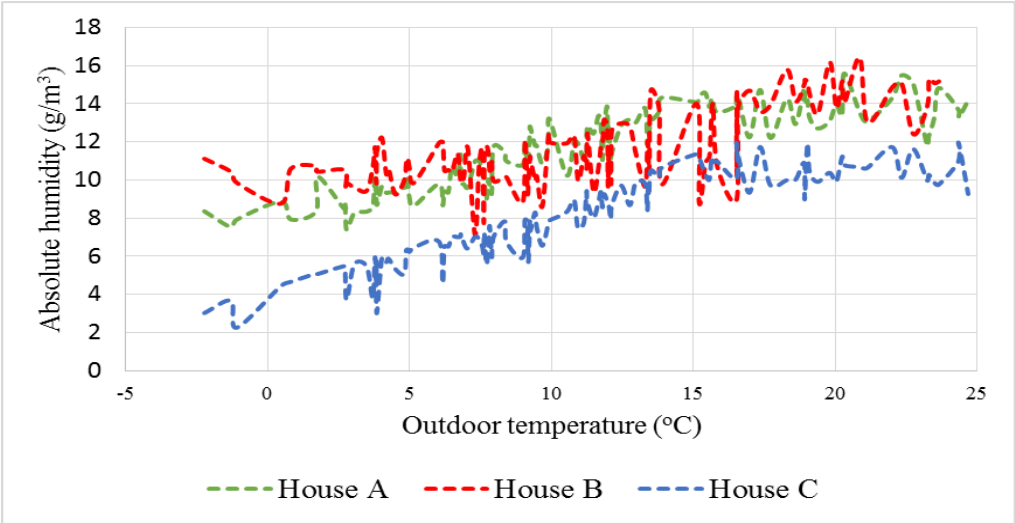 18
16
14
12
10
8
6
4
2
0
Absolute humidity (g/m³)
-5 0 5 10 15 20 25
Outdoor temperature (°C)
House A House B House C